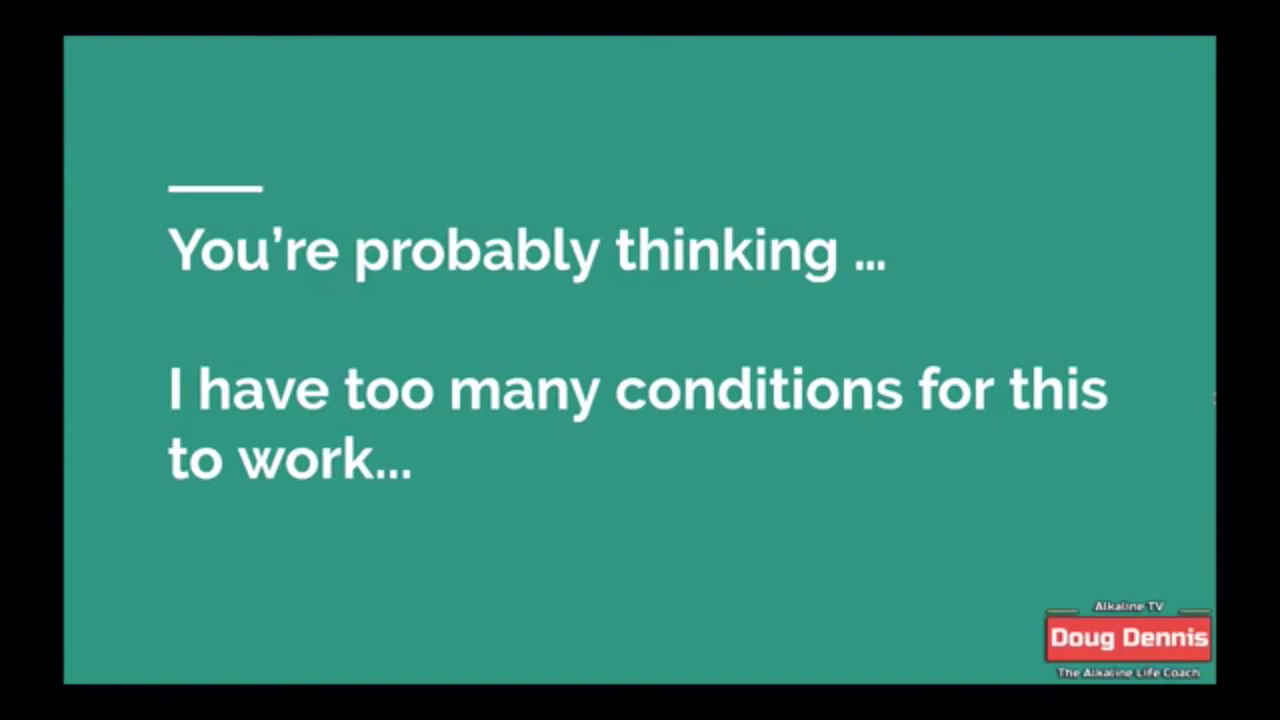 You're probably thinking ...
I have too many conditions for this
to work...
Alkaline TV
Doug Dennis
The Alkaline Life Coach